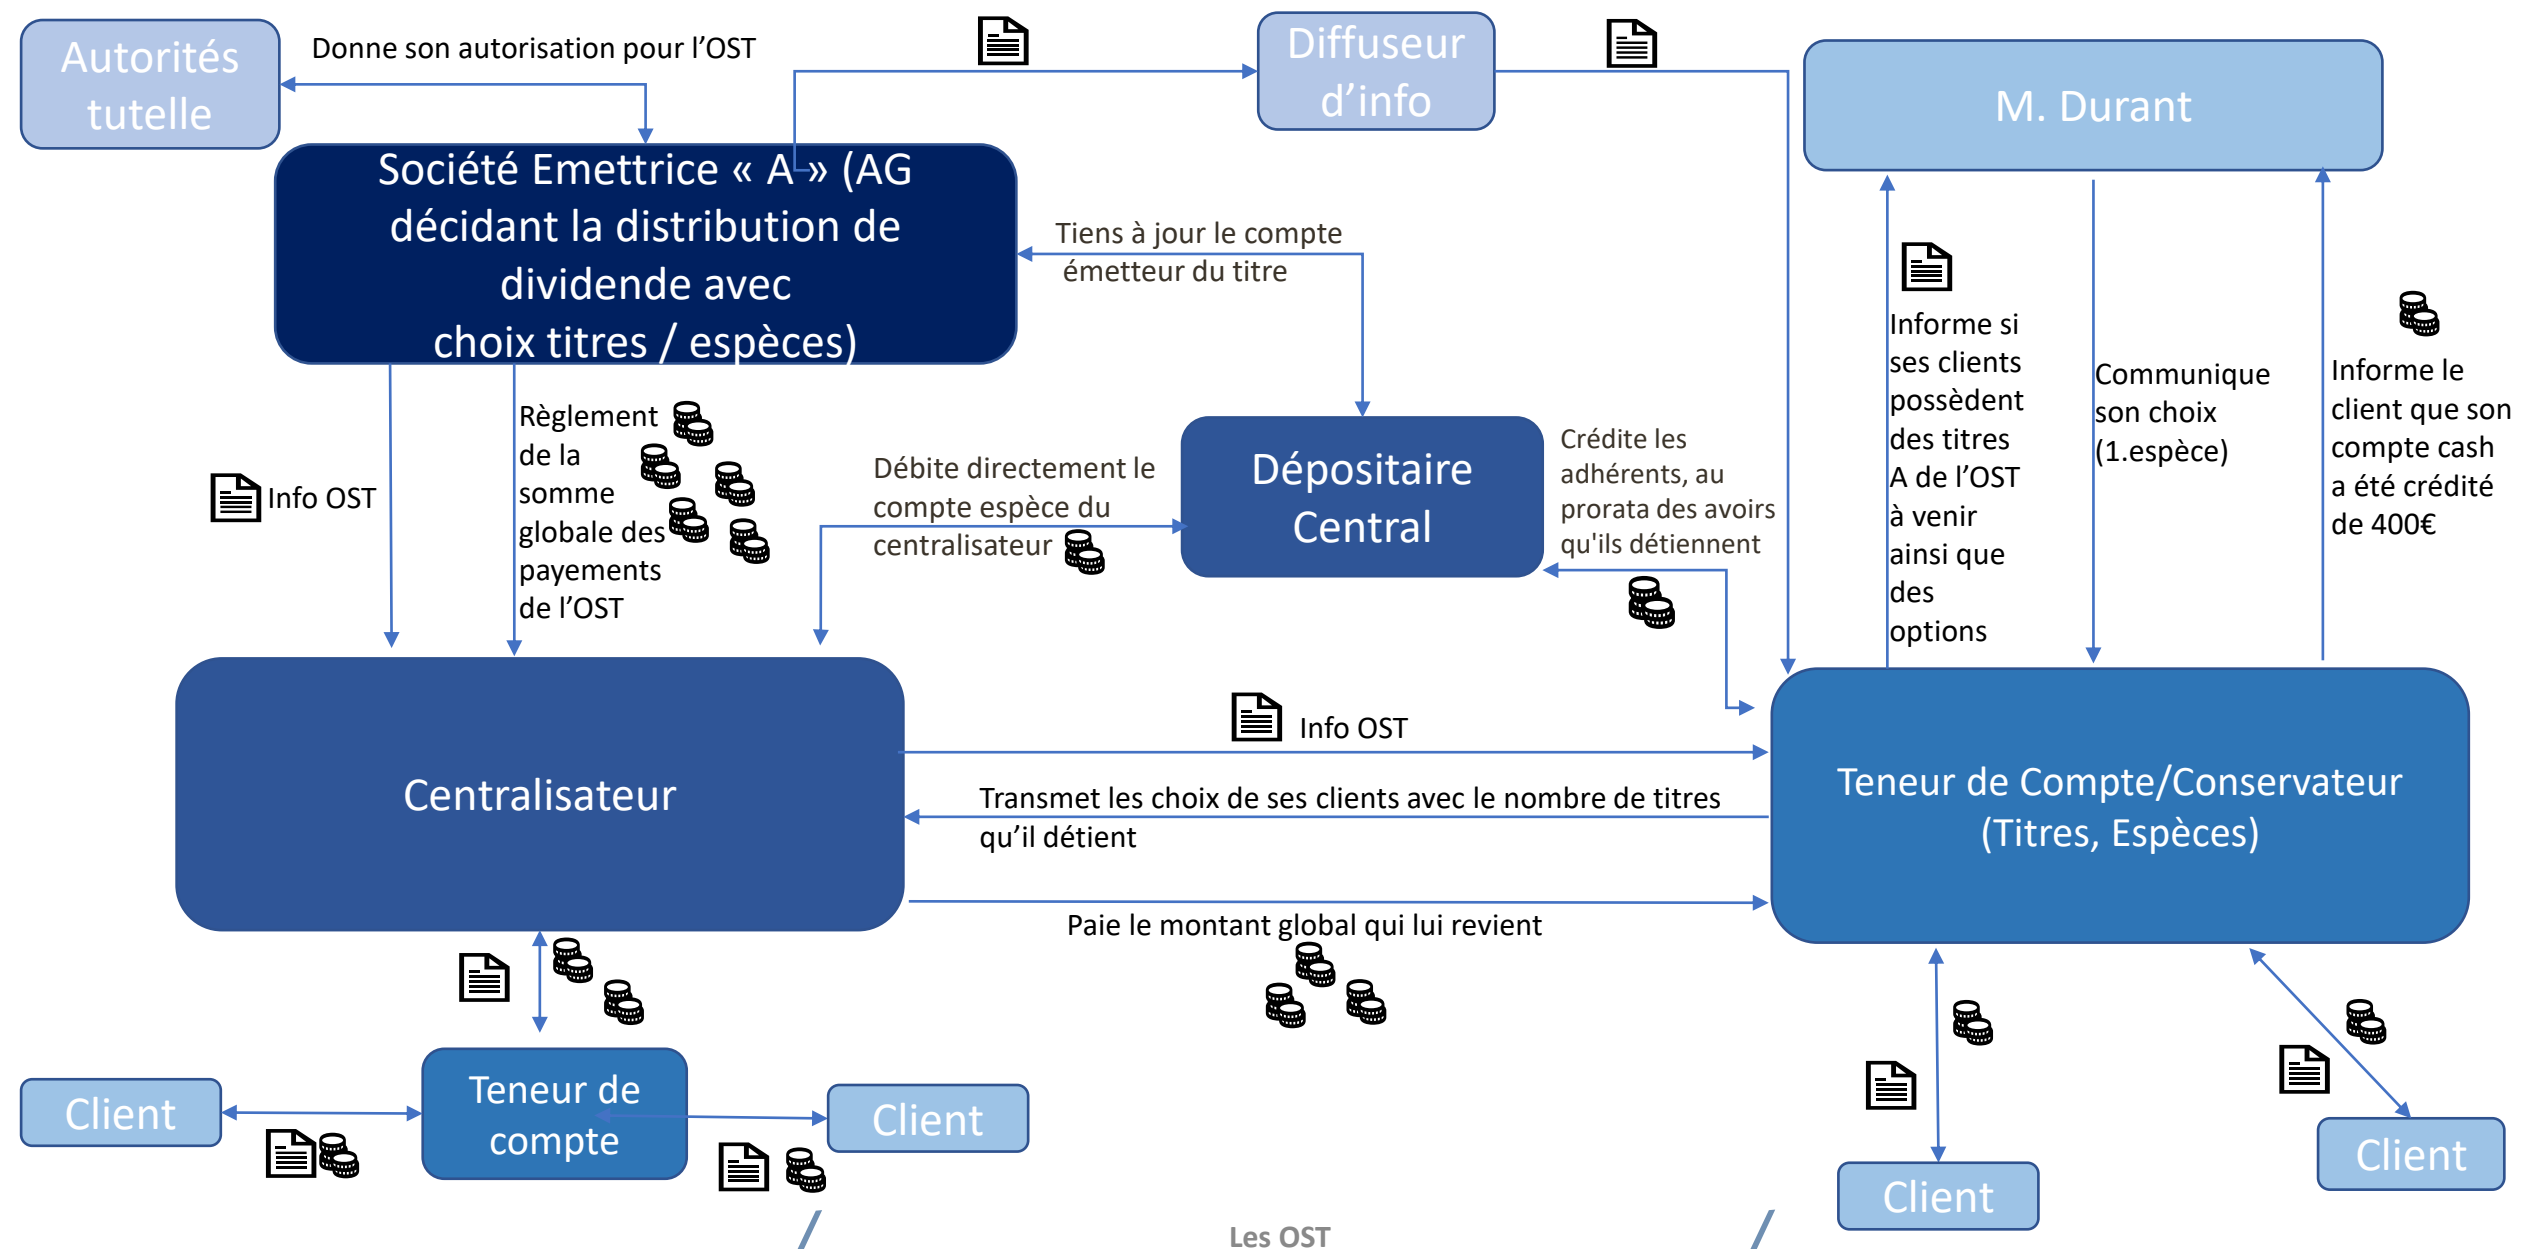 Autorités
tutelle
Donne son autorisation pour l’OST
Diffuseur
d’info
M. Durant
Société Emettrice « A » (AG
décidant la distribution de
dividende avec
choix titres / espèces)
Tiens à jour le compte
émetteur du titre
Informe si
ses clients
possèdent
des titres
A de l’OST
à venir
ainsi que
des
options
Communique
son choix
(1.espèce)
Informe le
client que son
compte cash
a été crédité
de 400€
Info OST
Règlement
de la
somme
globale des
payements
de l’OST
Débite directement le
compte espèce du
centralisateur
Dépositaire
Central
Crédite les
adhérents, au
prorata des avoirs
qu'ils détiennent
Centralisateur
Info OST
Transmet les choix de ses clients avec le nombre de titres
qu’il détient
Paie le montant global qui lui revient
Teneur de Compte/Conservateur
(Titres, Espèces)
Client
Teneur de
compte
Client
Client
Client
Les OST